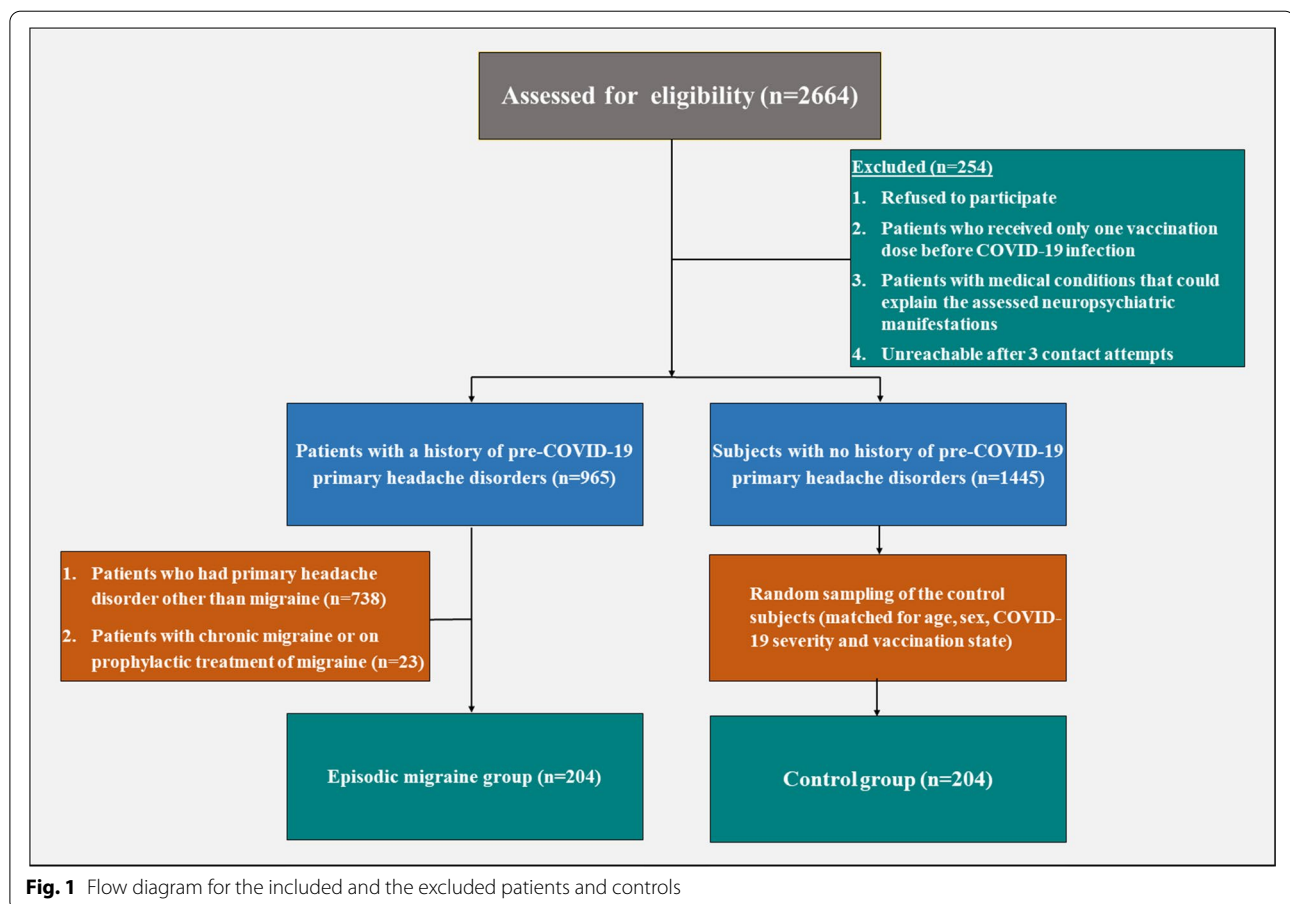 Assessed for eligibility (n=2664)
Excluded (n=254)
1. Refused to participate
2. Patients who received only one vaccination
dose before COVID-19 infection
3. Patients with medical conditions that could
explain the assessed neuropsychiatric
manifestations
4. Unreachable after 3 contact attempts
Patients with a history of pre-COVID-19
primary headache disorders (n=965)
Subjects with no history of pre-COVID-19
primary headache disorders (n=1445)
1. Patients who had primary headache
disorder other than migraine (n=738)
2. Patients with chronic migraine or on
prophylactic treatment of migraine (n=23)
Random sampling of the control
subjects (matched for age, sex, COVID-
19 severity and vaccination state)
Episodic migraine group (n=204)
Control group (n=204)
Fig. 1 Flow diagram for the included and the excluded patients and controls